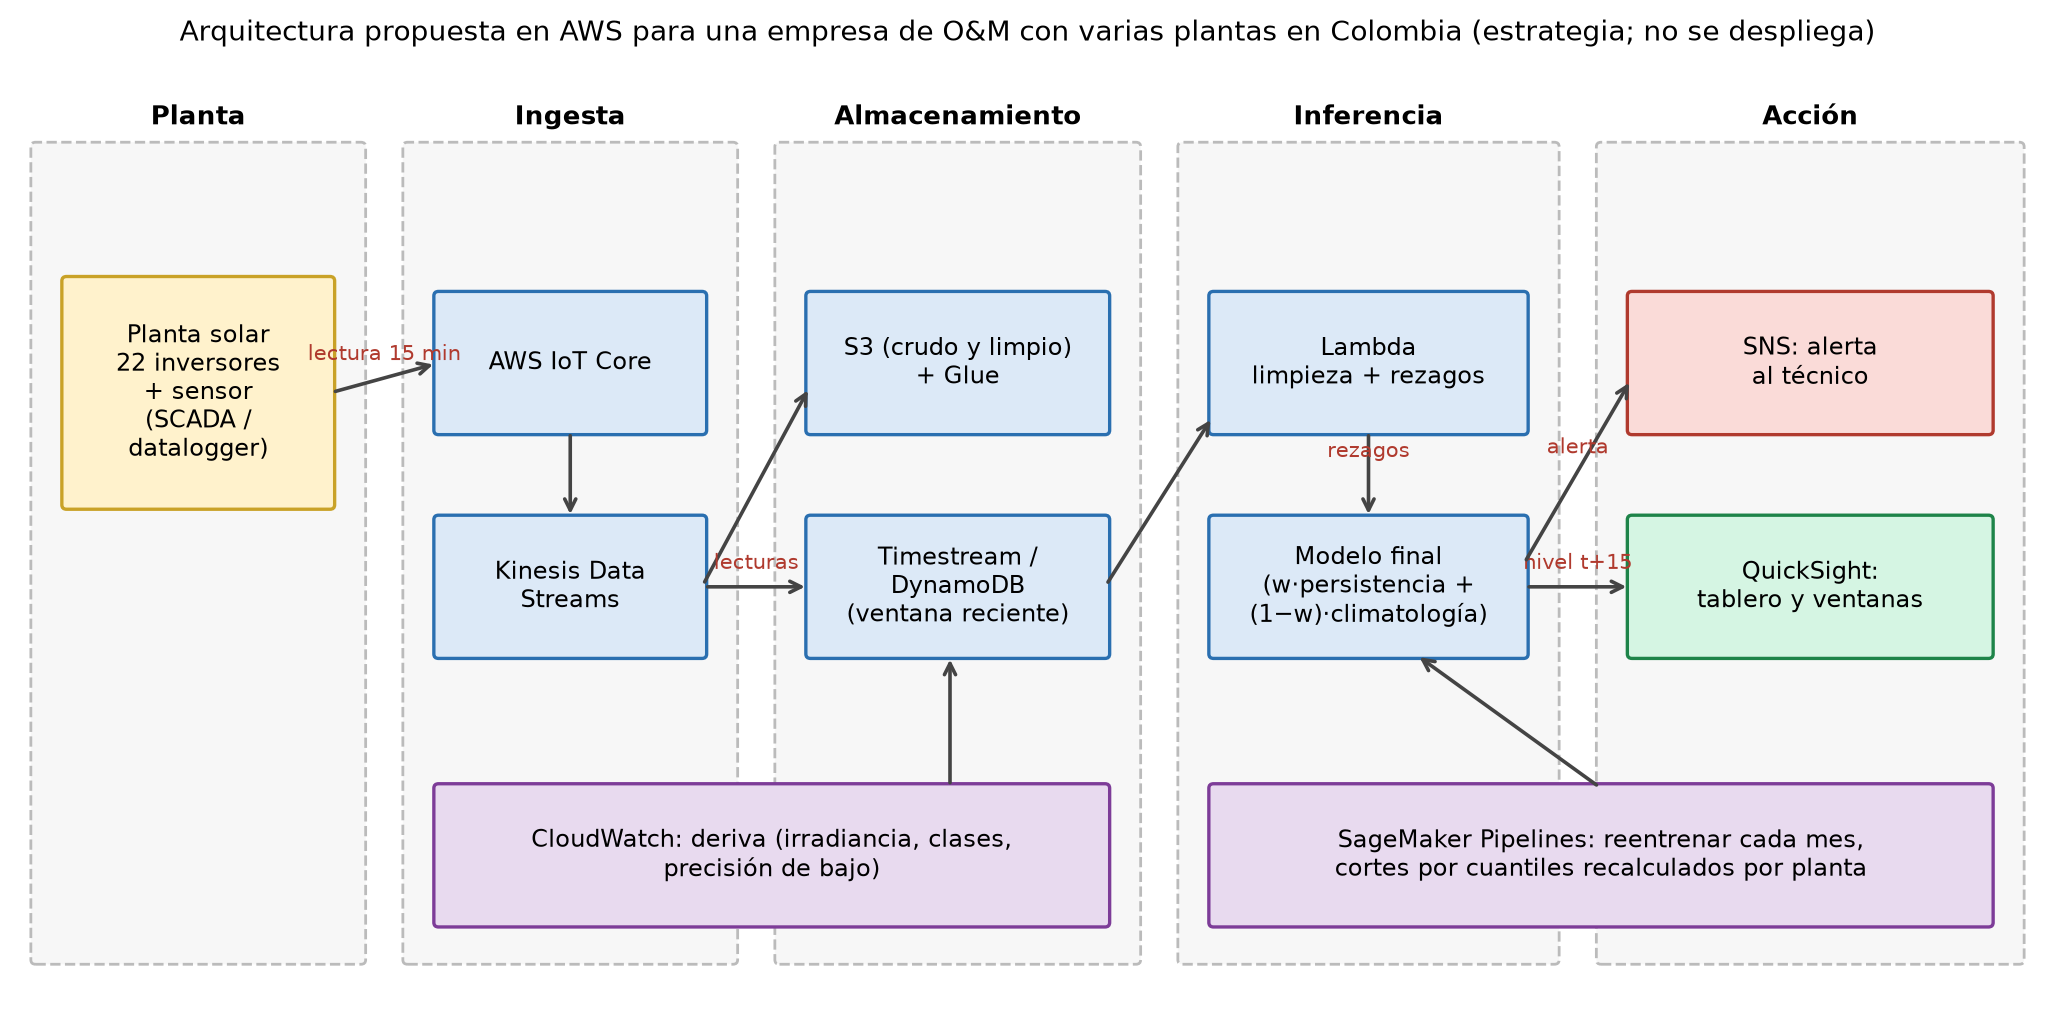 Arquitectura propuesta en AWS para una empresa de O&M con varias plantas en Colombia (estrategia; no se despliega)
Planta
Ingesta
Almacenamiento
Inferencia
Acción
Planta solar
22 inversores
+ sensor
(SCADA /
datalogger)
lectura 15 min
AWS IoT Core
Kinesis Data
Streams
lecturas
S3 (crudo y limpio)
+ Glue
Timestream /
DynamoDB
(ventana reciente)
Lambda
limpieza + rezagos
rezagos
Modelo final
(w·persistencia +
(1−w)·climatología)
alerta
nivel t+15
SNS: alerta
al técnico
QuickSight:
tablero y ventanas
CloudWatch: deriva (irradiancia, clases,
precisión de bajo)
SageMaker Pipelines: reentrenar cada mes,
cortes por cuantiles recalculados por planta